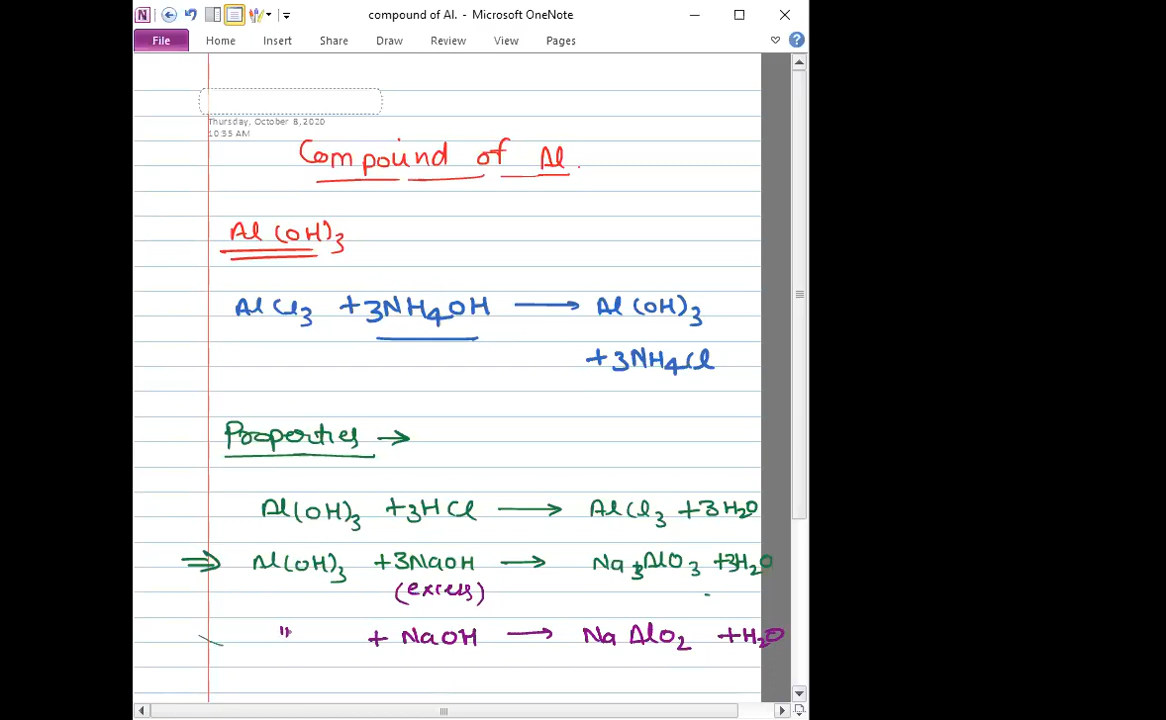 compound of Al. - Microsoft OneNote
File Home Insert Share Draw Review View Pages
Thursday, October 8, 2020
10:35 AM
Compound of Al.
Al(OH)3
AlCl3 +3NH4OH ⟶ Al(OH)3
+3NH4Cl
Properties →
Al(OH)3 +3HCl ⟶ AlCl3 +3H2O
⇒ Al(OH)3 +3NaOH ⟶ Na3AlO3 +3H2O
(excess)
" + NaOH ⟶ NaAlO2 +H2O